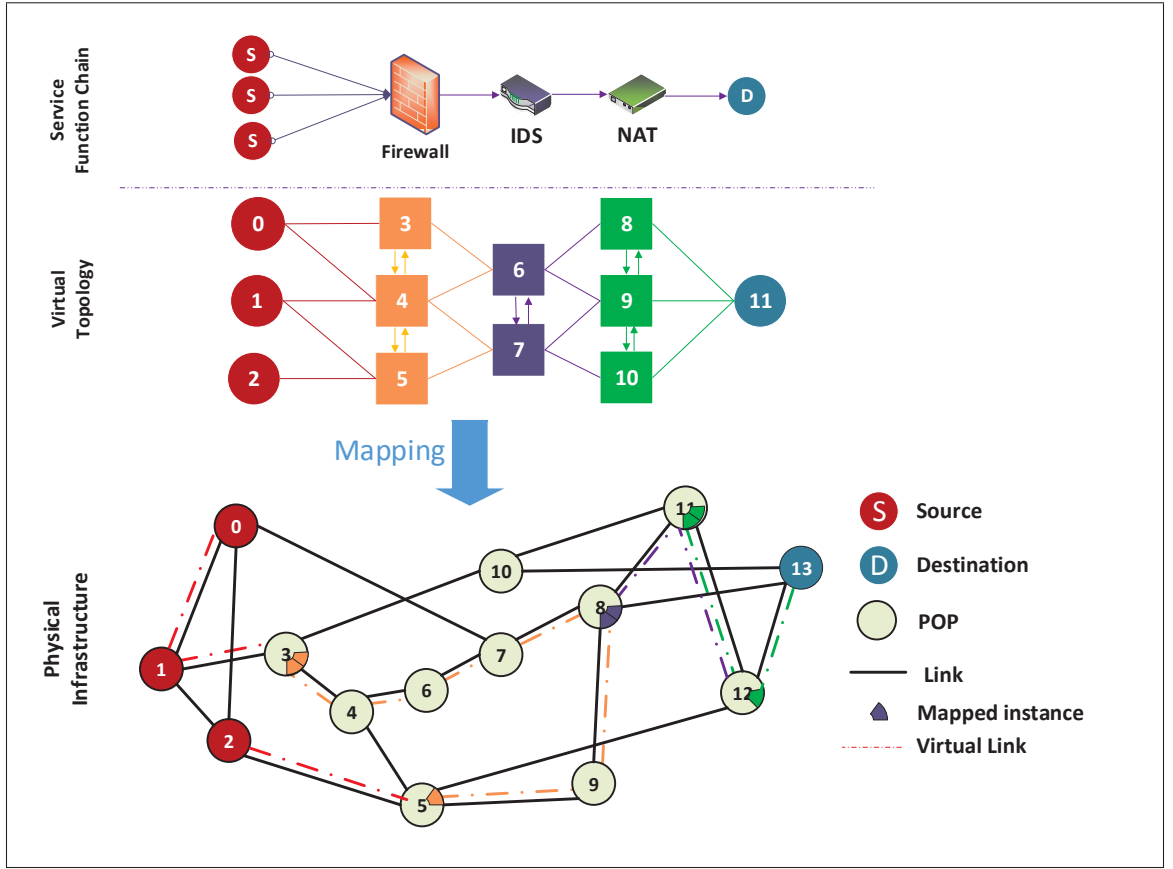 Service
Function Chain
S
S
S
Firewall
IDS
NAT
D
Virtual
Topology
0
1
2
3
4
5
6
7
8
9
10
11
Mapping
Physical
Infrastructure
0
1
2
3
4
5
6
7
8
9
10
11
12
13
S Source
D Destination
POP
Link
Mapped instance
Virtual Link